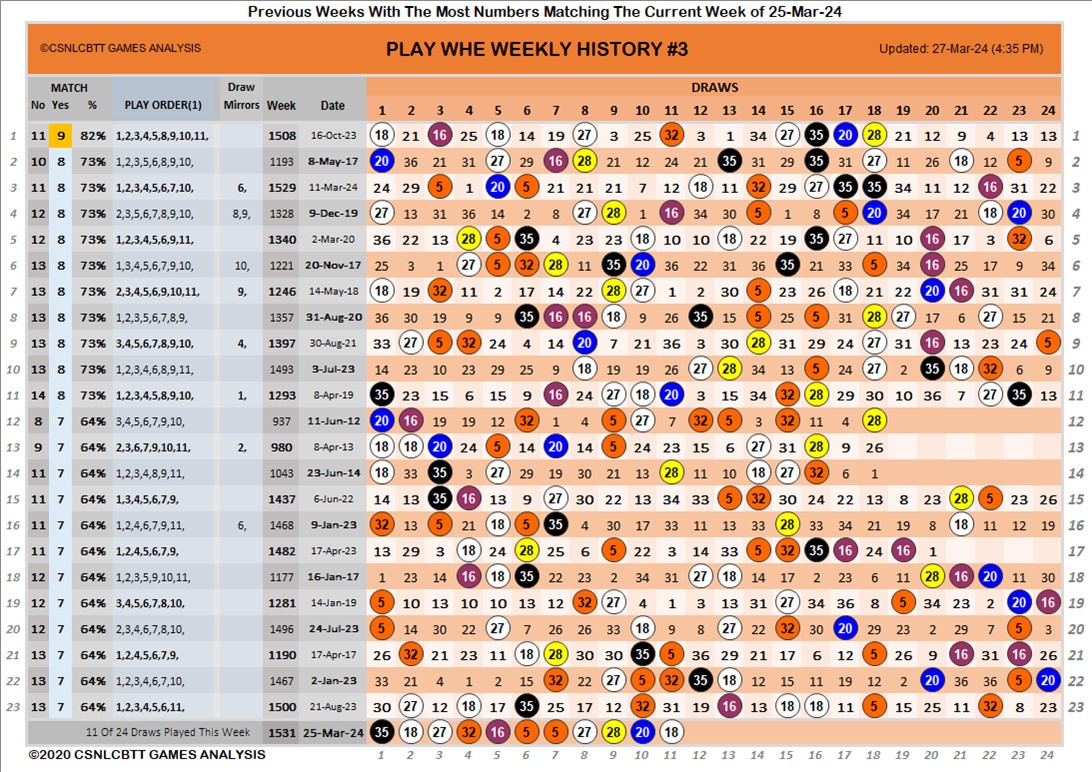 Previous Weeks With The Most Numbers Matching The Current Week of 25-Mar-24
©CSNLCBTT GAMES ANALYSIS PLAY WHE WEEKLY HISTORY #3 Updated: 27-Mar-24 (4:35 PM)
MATCH Draw DRAWS
No Yes % PLAY ORDER(1) Mirrors Week Date 1 2 3 4 5 6 7 8 9 10 11 12 13 14 15 16 17 18 19 20 21 22 23 24
1 11 9 82% 1,2,3,4,5,8,9,10,11, 1508 16-Oct-23 18 21 16 25 18 14 19 27 3 25 32 3 1 34 27 35 20 28 21 12 9 4 13 13 1
2 10 8 73% 1,2,3,5,6,8,9,10, 1193 8-May-17 20 36 21 31 27 29 16 28 21 12 24 21 35 31 35 31 27 11 26 18 12 5 9 2
3 11 8 73% 1,2,3,4,5,6,7,10, 6, 1529 11-Mar-24 24 29 5 1 20 5 21 21 21 7 12 18 11 32 29 27 35 35 34 11 12 16 31 22 3
4 12 8 73% 2,3,5,6,7,8,9,10, 8,9, 1328 9-Dec-19 27 13 31 36 14 2 8 27 28 1 16 34 30 5 1 8 5 20 34 17 21 18 20 30 4
5 12 8 73% 1,2,3,4,5,6,9,11, 1340 2-Mar-20 36 22 13 28 5 35 4 23 23 18 10 10 18 22 19 35 27 11 10 16 17 3 32 6 5
6 13 8 73% 1,3,4,5,6,7,9,10, 10, 1221 20-Nov-17 25 3 1 27 5 32 28 11 35 20 36 22 31 36 35 21 33 5 34 16 25 17 9 34 6
7 13 8 73% 2,3,4,5,6,9,10,11, 9, 1246 14-May-18 18 19 32 11 2 17 14 22 28 27 1 2 30 5 23 26 18 21 22 20 16 31 31 24 7
8 13 8 73% 1,2,3,5,6,7,8,9, 1357 31-Aug-20 36 30 19 9 9 35 16 16 18 9 26 35 15 5 25 5 31 28 27 17 6 27 15 21 8
9 13 8 73% 3,4,5,6,7,8,9,10, 4, 1397 30-Aug-21 33 27 5 32 24 4 14 20 7 21 36 3 30 28 31 29 24 27 31 16 13 23 24 5 9
10 13 8 73% 1,2,3,4,6,8,9,11, 1493 3-Jul-23 14 23 10 23 29 25 9 18 19 19 26 27 28 34 13 5 24 27 2 35 18 32 6 9 10
11 14 8 73% 1,2,3,4,5,8,9,10, 1, 1293 8-Apr-19 35 23 15 6 15 9 16 24 27 18 20 3 15 34 32 28 29 30 10 36 7 27 35 13 11
12 8 7 64% 3,4,5,6,7,9,10, 937 11-Jun-12 20 16 19 19 12 32 1 4 5 27 7 32 5 3 32 11 4 28 12
13 9 7 64% 2,3,6,7,9,10,11, 2, 980 8-Apr-13 18 18 20 24 5 14 20 14 5 24 23 15 6 27 31 28 9 26 13
14 11 7 64% 1,2,3,4,8,9,11, 1043 23-Jun-14 18 33 35 3 27 29 19 30 21 13 28 11 10 18 27 32 6 1 14
15 11 7 64% 1,3,4,5,6,7,9, 1437 6-Jun-22 14 13 35 16 13 9 27 30 22 13 34 33 5 32 30 24 22 13 8 23 28 5 23 26 15
16 11 7 64% 1,2,4,6,7,9,11, 6, 1468 9-Jan-23 32 13 5 21 18 5 35 4 30 17 33 11 13 33 28 33 34 21 19 8 18 11 12 19 16
17 11 7 64% 1,2,4,5,6,7,9, 1482 17-Apr-23 13 29 3 18 24 28 25 9 5 22 3 14 33 5 32 35 16 24 16 1 17
18 12 7 64% 1,2,3,5,9,10,11, 1177 16-Jan-17 1 23 14 16 18 35 22 23 2 34 31 27 18 14 17 2 23 6 11 28 16 20 11 30 18
19 12 7 64% 3,4,5,6,7,8,10, 1281 14-Jan-19 5 10 13 10 10 13 12 32 27 4 1 3 13 31 27 34 36 8 5 34 23 2 20 16 19
20 12 7 64% 2,3,4,6,7,8,10, 1496 24-Jul-23 5 14 30 22 27 7 26 26 33 18 9 8 27 22 32 30 20 29 23 2 29 7 5 3 20
21 13 7 64% 1,2,4,5,6,7,9, 1190 17-Apr-17 26 32 21 23 11 18 28 30 30 35 5 36 29 21 17 6 12 5 26 9 16 31 16 26 21
22 13 7 64% 1,2,3,4,6,7,10, 1467 2-Jan-23 33 21 4 1 2 15 32 22 27 5 32 35 18 12 15 11 19 12 2 20 36 36 5 20 22
23 13 7 64% 1,2,3,4,5,6,11, 1500 21-Aug-23 30 27 12 18 17 35 25 17 10 32 31 19 16 13 18 18 11 5 15 25 11 32 8 23 23
11 Of 24 Draws Played This Week 1531 25-Mar-24 35 18 27 32 16 5 5 27 28 20 18
©2020 CSNLCBTT GAMES ANALYSIS 1 2 3 4 5 6 7 8 9 10 11 12 13 14 15 16 17 18 19 20 21 22 23 24